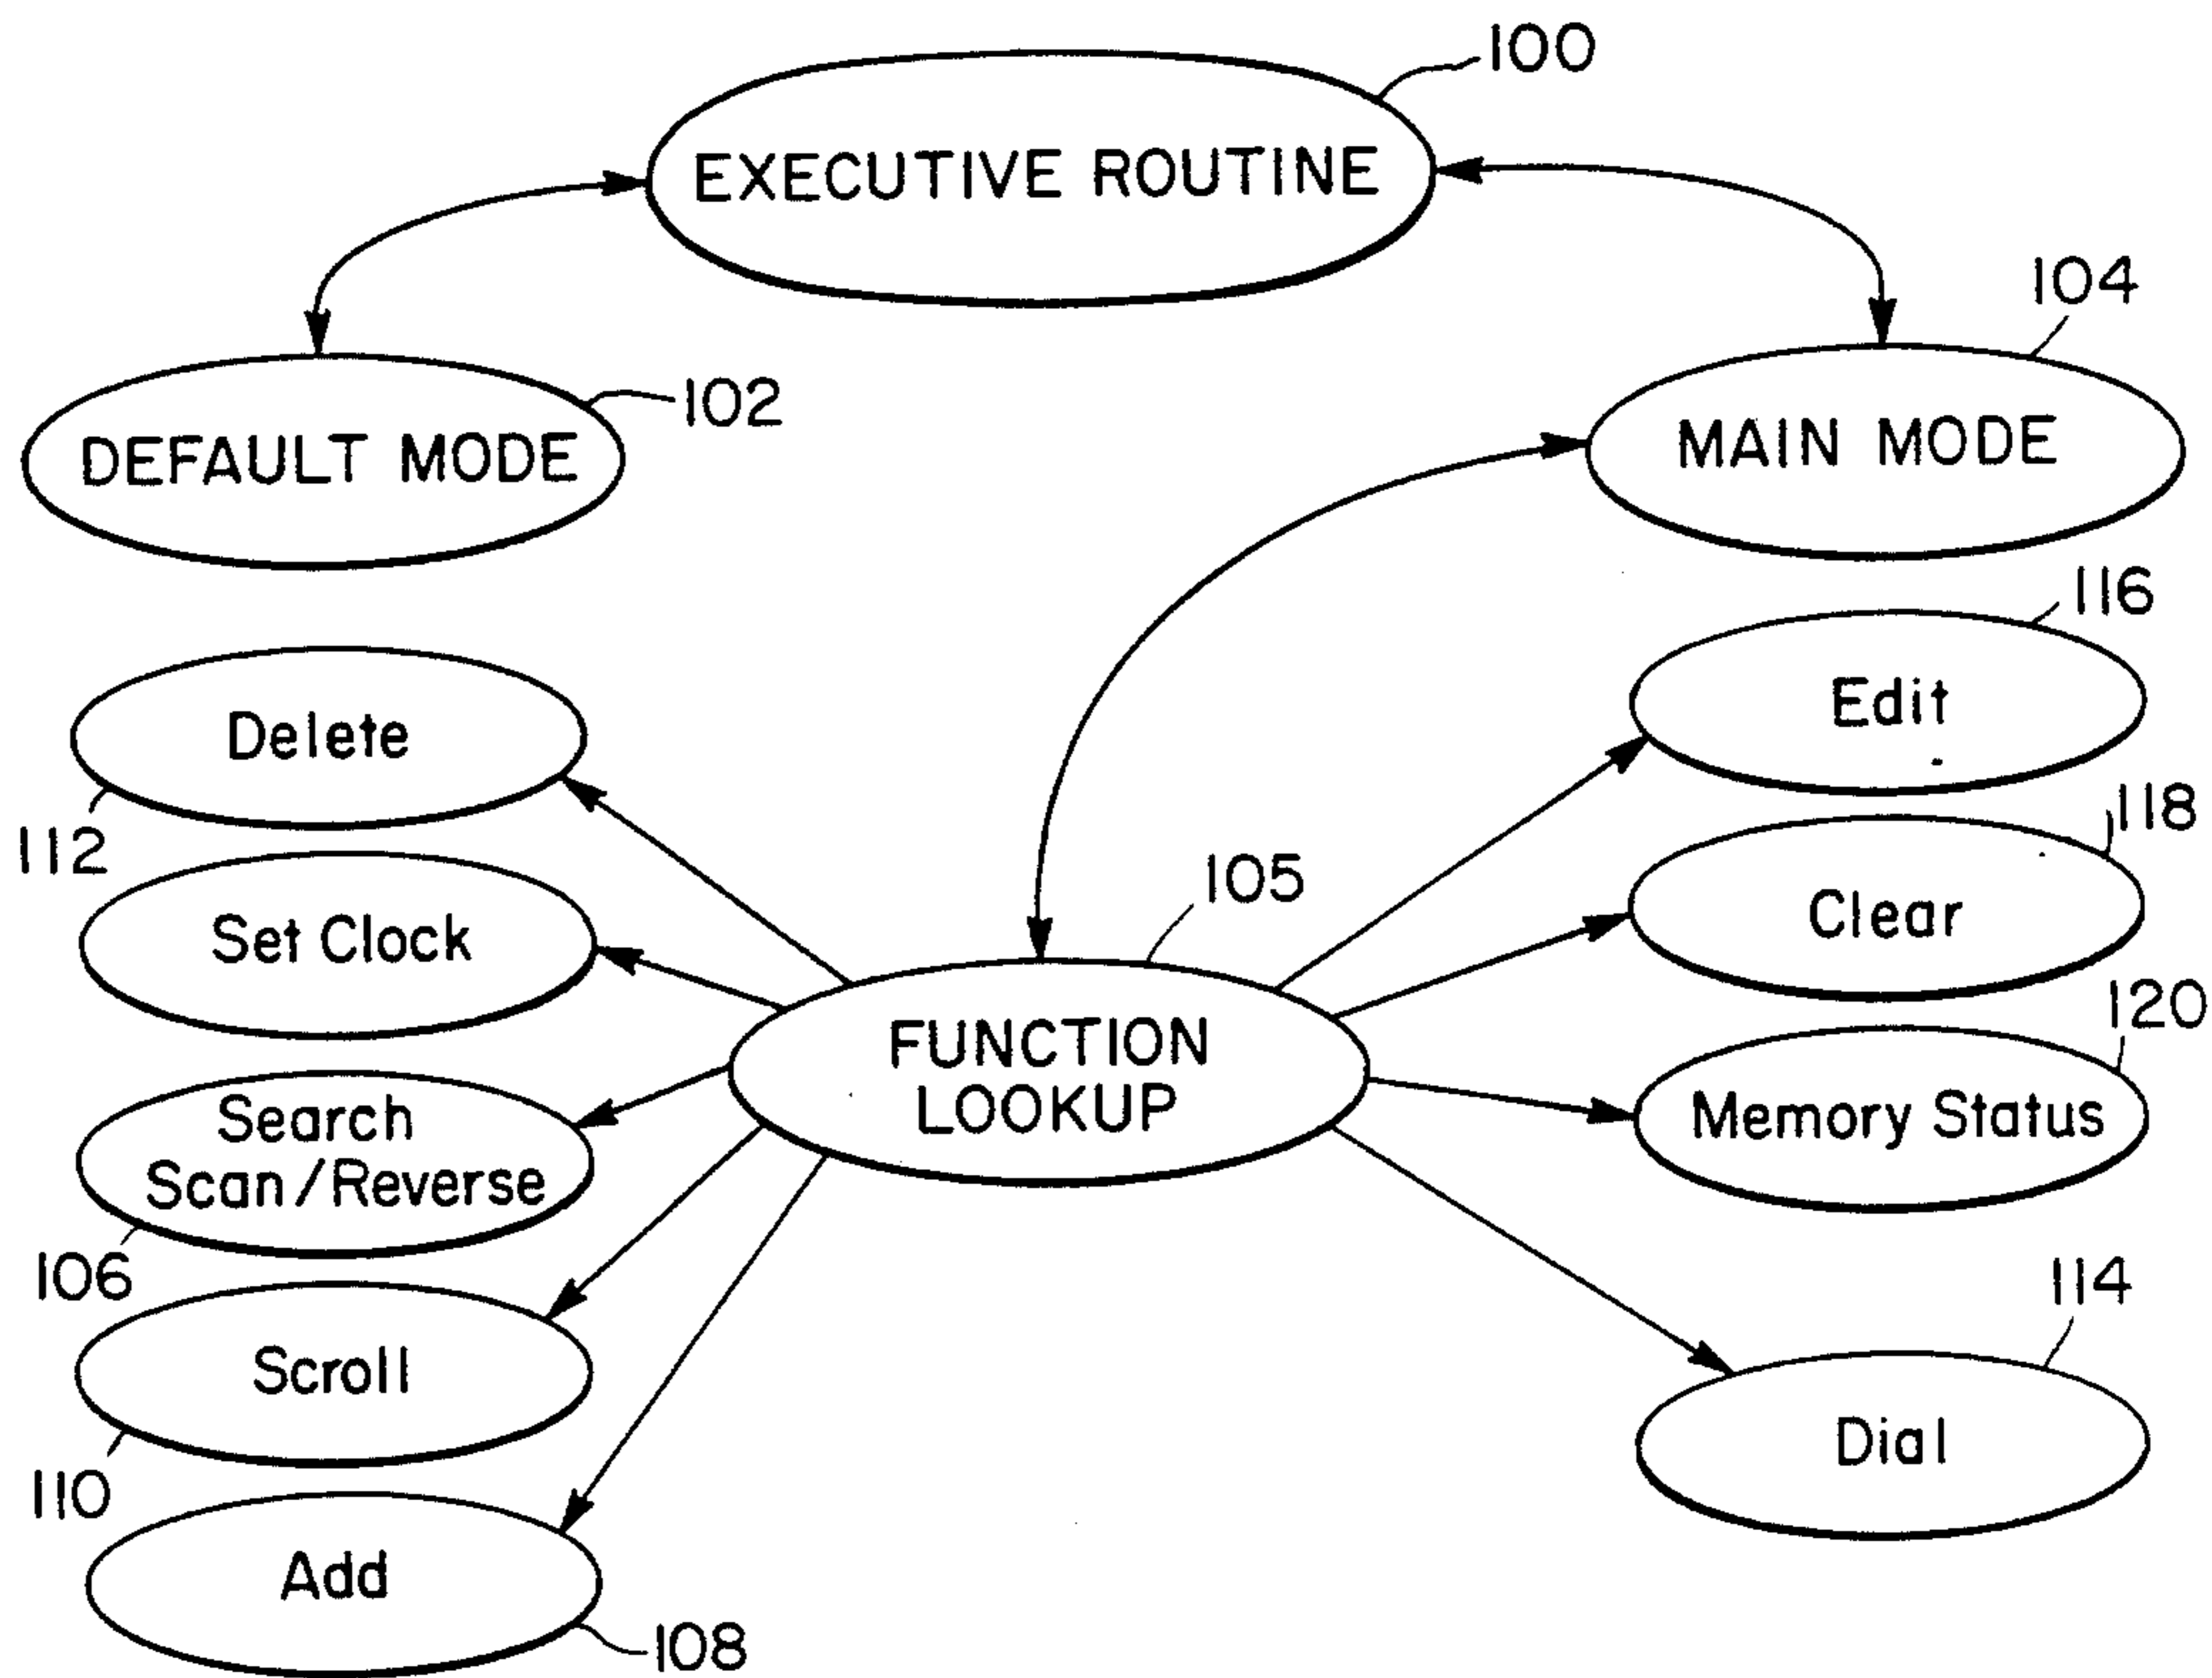 100
EXECUTIVE ROUTINE
104
102
DEFAULT MODE
MAIN MODE
116
Delete
Edit
112
118
Set Clock
105
Clear
120
FUNCTION
LOOKUP
Search
Scan/Reverse
Memory Status
106
114
Scroll
Dial
110
Add
108